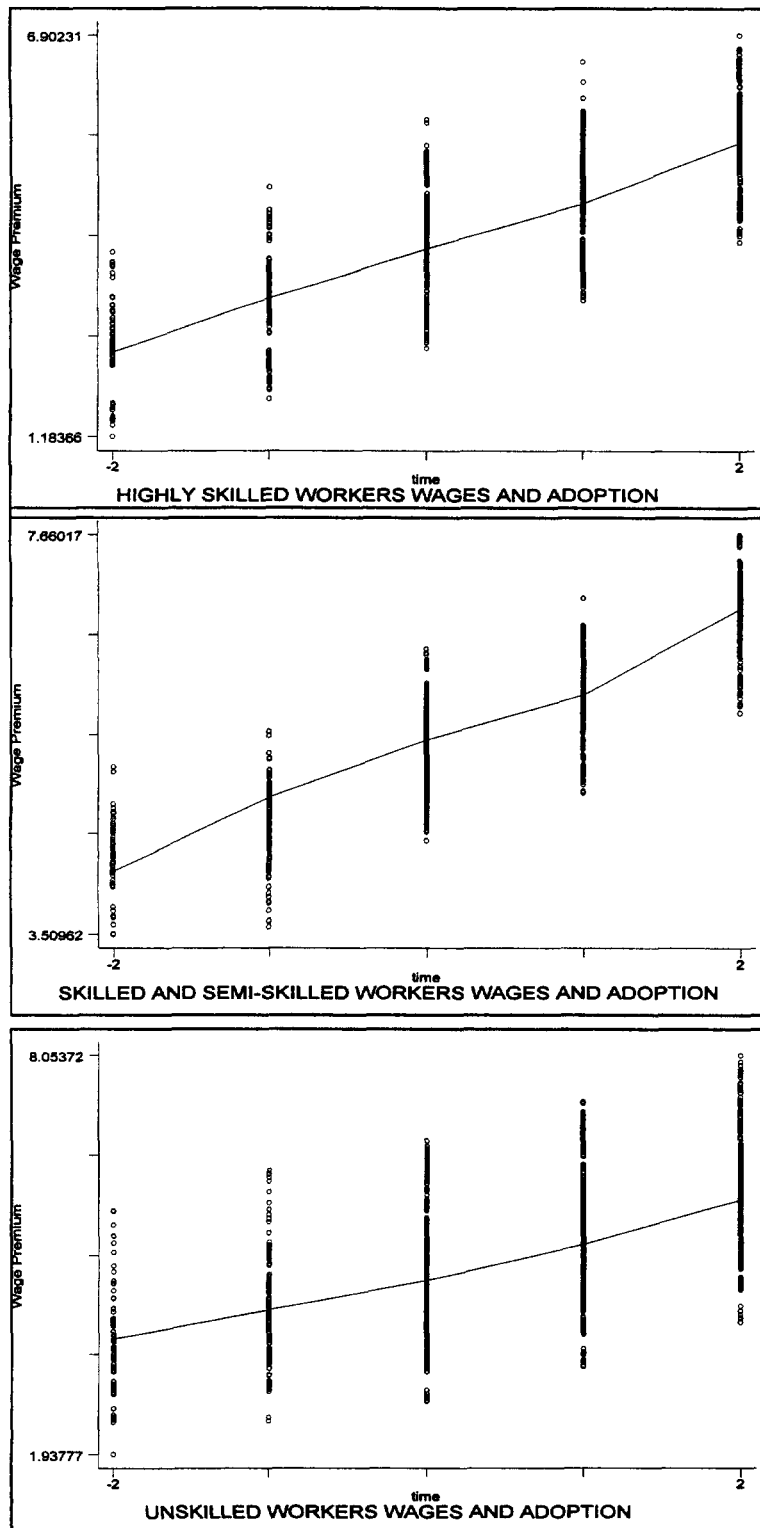 6.90231
Wage Premium
1.18366
-2
2
time
HIGHLY SKILLED WORKERS WAGES AND ADOPTION
7.66017
Wage Premium
3.50962
-2
2
time
SKILLED AND SEMI-SKILLED WORKERS WAGES AND ADOPTION
8.05372
Wage Premium
1.93777
-2
2
time
UNSKILLED WORKERS WAGES AND ADOPTION